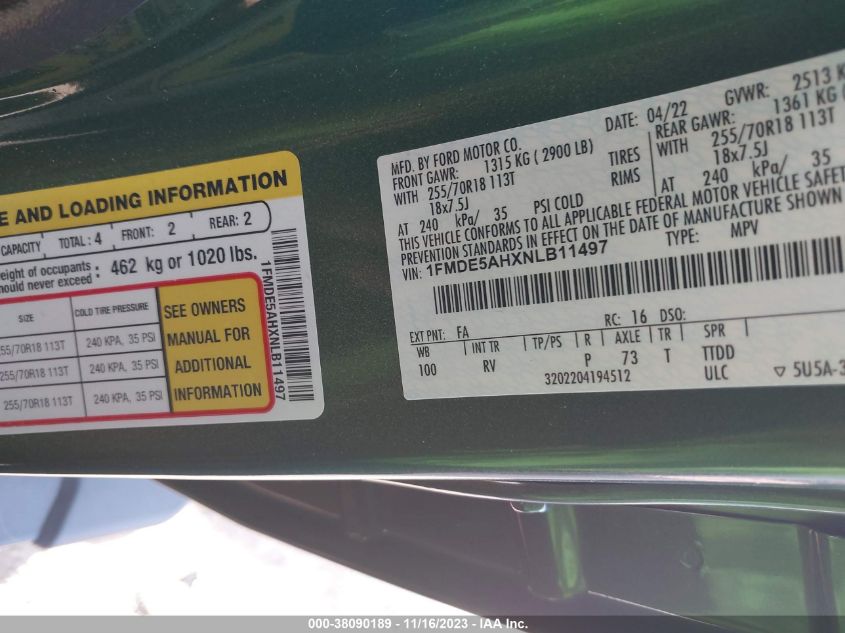 E AND LOADING INFORMATION
CAPACITY TOTAL: 4 FRONT: 2 REAR: 2
eight of occupants
hould never exceed : 462 kg or 1020 lbs.
SIZE COLD TIRE PRESSURE
255/70R18 113T 240 KPA, 35 PSI
255/70R18 113T 240 KPA, 35 PSI
255/70R18 113T 240 KPA, 35 PSI
SEE OWNERS
MANUAL FOR
ADDITIONAL
INFORMATION
1FMDE5AHXNLB11497
MFD. BY FORD MOTOR CO. DATE: 04/22 GVWR: 2513 K
FRONT GAWR: 1315 KG ( 2900 LB) REAR GAWR: 1361 KG (
WITH 255/70R18 113T TIRES WITH 255/70R18 113T
18x7.5J RIMS 18x7.5J
AT 240 kPa/ 35 PSI COLD AT 240 kPa/ 35
THIS VEHICLE CONFORMS TO ALL APPLICABLE FEDERAL MOTOR VEHICLE SAFET
PREVENTION STANDARDS IN EFFECT ON THE DATE OF MANUFACTURE SHOWN
VIN: 1FMDE5AHXNLB11497 TYPE: MPV
EXT PNT: FA RC: 16 DSO:
WB INT TR TP/PS R AXLE TR SPR
100 RV P 73 T TTDD
3202204194512 ULC ▽ 5U5A-3
000-38090189 - 11/16/2023 - IAA Inc.